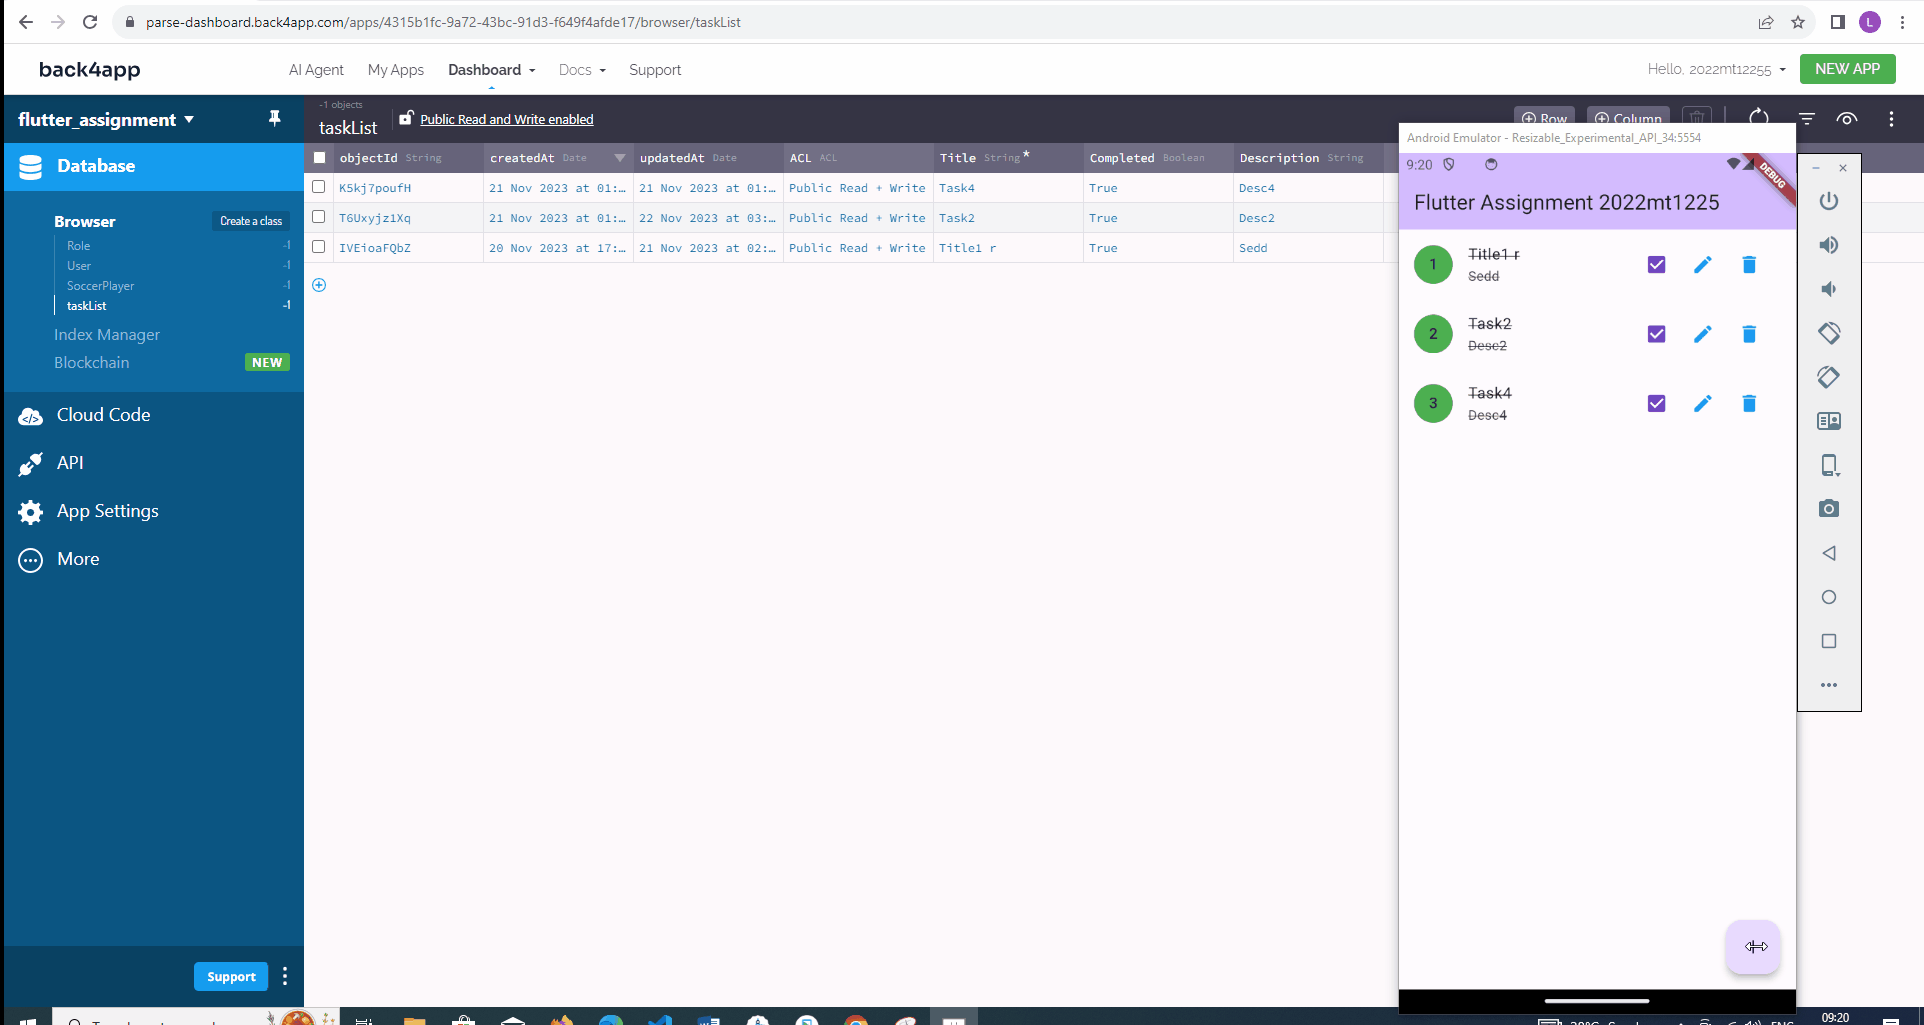 parse-dashboard.back4app.com/apps/4315b1fc-9a72-43bc-91d3-f649f4afde17/browser/taskList
L
back4app
AI Agent My Apps Dashboard Docs Support
Hello, 2022mt12255
NEW APP
flutter_assignment
-1 objects
taskList
Public Read and Write enabled
Row
Column
Database
Browser
Create a class
Role -1
User -1
SoccerPlayer -1
taskList -1
Index Manager
Blockchain NEW
Cloud Code
API
App Settings
More
Support
objectId String createdAt Date updatedAt Date ACL ACL Title String* Completed Boolean Description String
K5kj7poufH 21 Nov 2023 at 01:... 21 Nov 2023 at 01:... Public Read + Write Task4 True Desc4
T6Uxyjz1Xq 21 Nov 2023 at 01:... 22 Nov 2023 at 03:... Public Read + Write Task2 True Desc2
IVEioaFQbZ 20 Nov 2023 at 17:... 21 Nov 2023 at 02:... Public Read + Write Title1 r True Sedd
Android Emulator - Resizable_Experimental_API_34:5554
9:20
DEBUG
Flutter Assignment 2022mt1225
1 Title1 r
Sedd
2 Task2
Desc2
3 Task4
Desc4
09:20